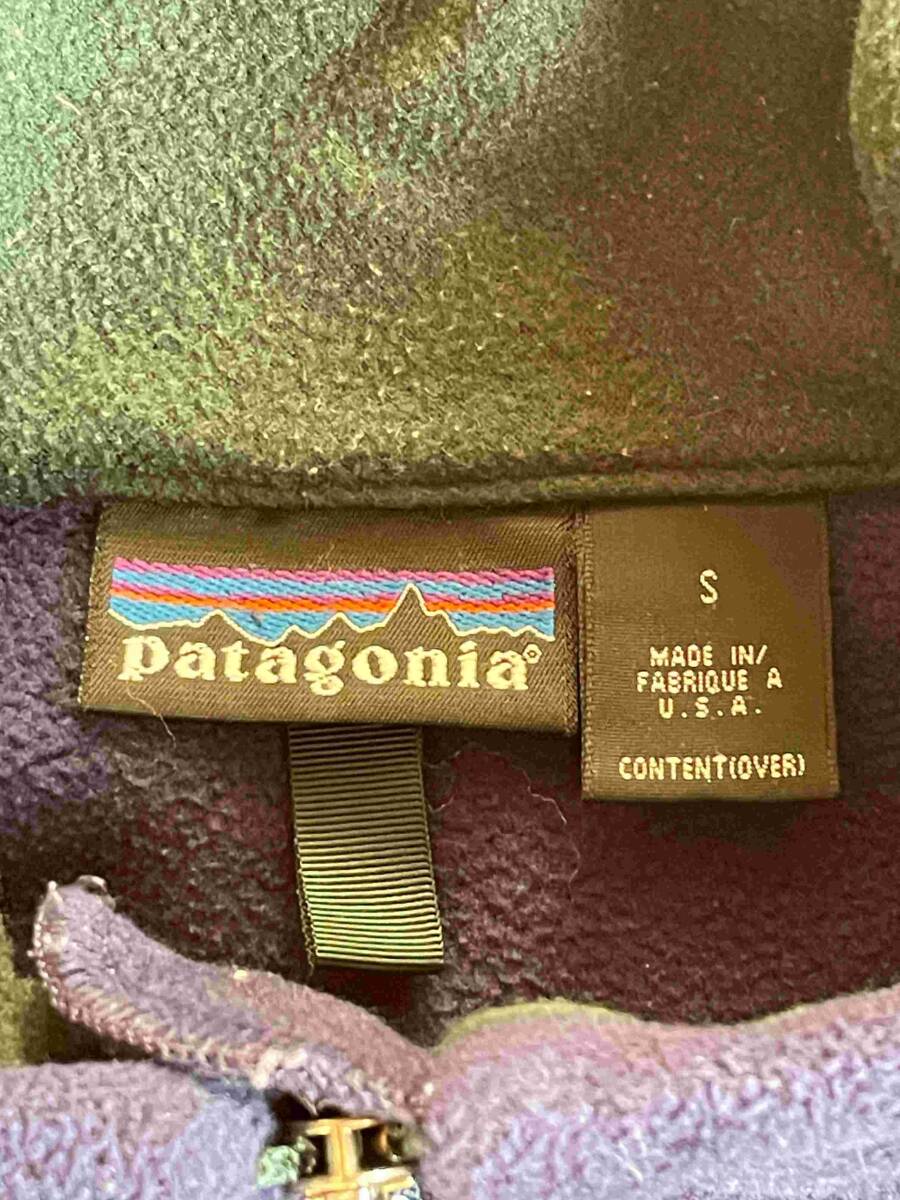 patagonia®
S
MADE IN/
FABRIQUE A
U.S.A.
CONTENT(OVER)